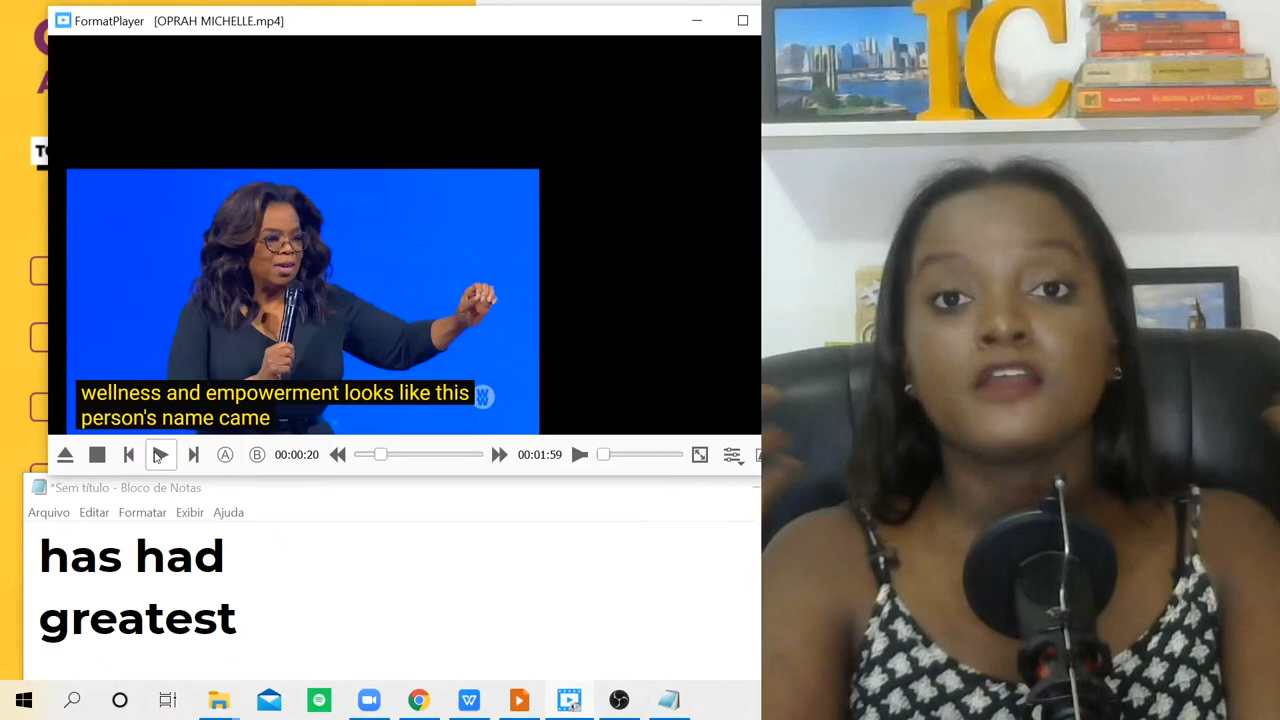 FormatPlayer [OPRAH MICHELLE.mp4]
IC
TO
wellness and empowerment looks like this
person's name came
A B 00:00:20 00:01:59
*Sem título - Bloco de Notas
Arquivo Editar Formatar Exibir Ajuda
has had
greatest